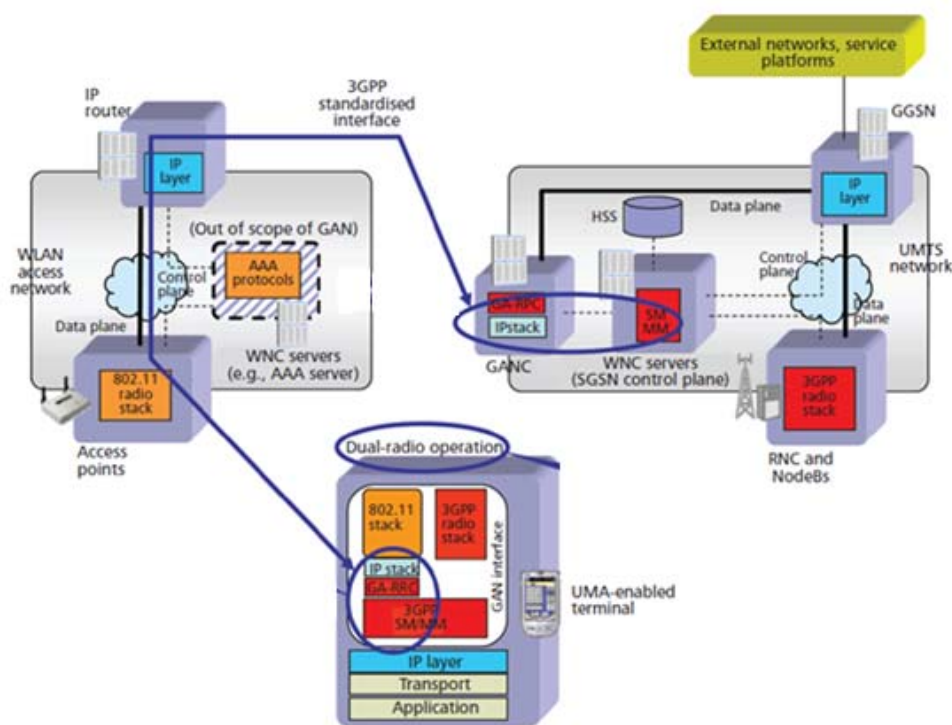 External networks, service
platforms
3GPP
standardised
interface
IP
router
GGSN
IP
layer
IP
layer
(Out of scope of GAN)
HSS
Data plane
WLAN
access
network
AAA
protocols
Control
plane
Control
plane
UMTS
network
Data plane
GA-RPC
IPstack
SM
MM
Data
plane
WNC servers
(e.g., AAA server)
GANC
WNC servers
(SGSN control plane)
802.11
radio
stack
3GPP
radio
stack
Access
points
RNC and
NodeBs
Dual-radio operation
802.11
stack
3GPP
radio
stack
GAN interface
IP stack
GA-RRC
3GPP
SM/MM
UMA-enabled
terminal
IP layer
Transport
Application